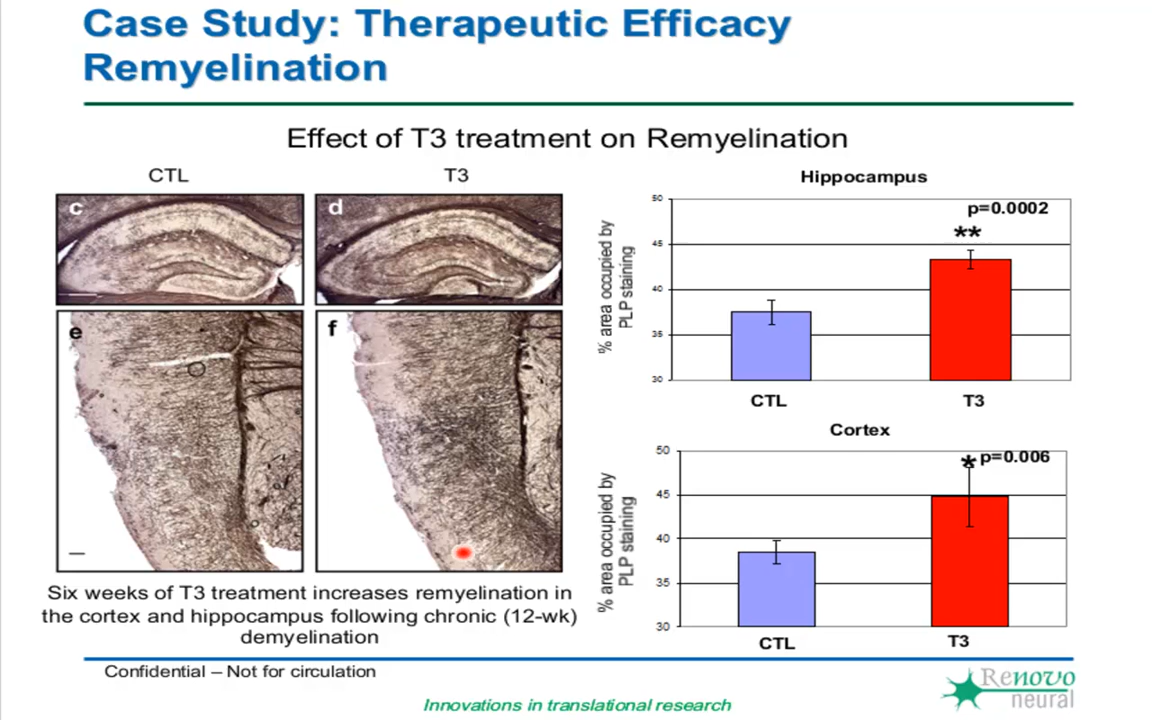 Case Study: Therapeutic Efficacy
Remyelination
Effect of T3 treatment on Remyelination
CTL
T3
c
d
e
f
Six weeks of T3 treatment increases remyelination in
the cortex and hippocampus following chronic (12-wk)
demyelination
Hippocampus
% area occupied by
PLP staining
50
45
40
35
30
p=0.0002
**
CTL
T3
Cortex
% area occupied by
PLP staining
50
45
40
35
30
* p=0.006
CTL
T3
Confidential – Not for circulation
Innovations in translational research
Renovo
neural